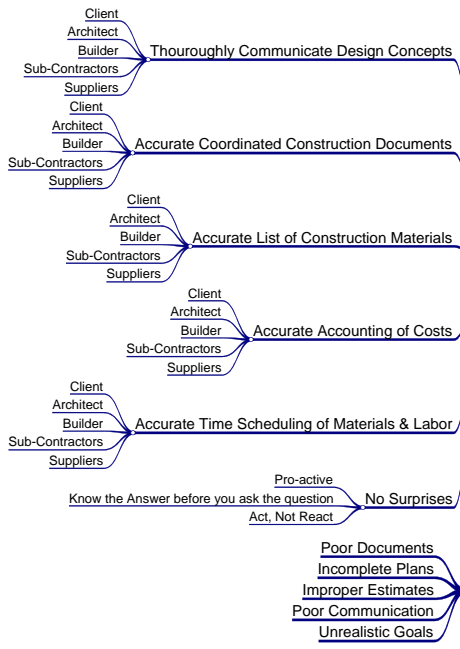 Client
Architect
Builder
Sub-Contractors
Suppliers
Thouroughly Communicate Design Concepts
Client
Architect
Builder
Sub-Contractors
Suppliers
Accurate Coordinated Construction Documents
Client
Architect
Builder
Sub-Contractors
Suppliers
Accurate List of Construction Materials
Client
Architect
Builder
Sub-Contractors
Suppliers
Accurate Accounting of Costs
Client
Architect
Builder
Sub-Contractors
Suppliers
Accurate Time Scheduling of Materials & Labor
Pro-active
Know the Answer before you ask the question
Act, Not React
No Surprises
Poor Documents
Incomplete Plans
Improper Estimates
Poor Communication
Unrealistic Goals